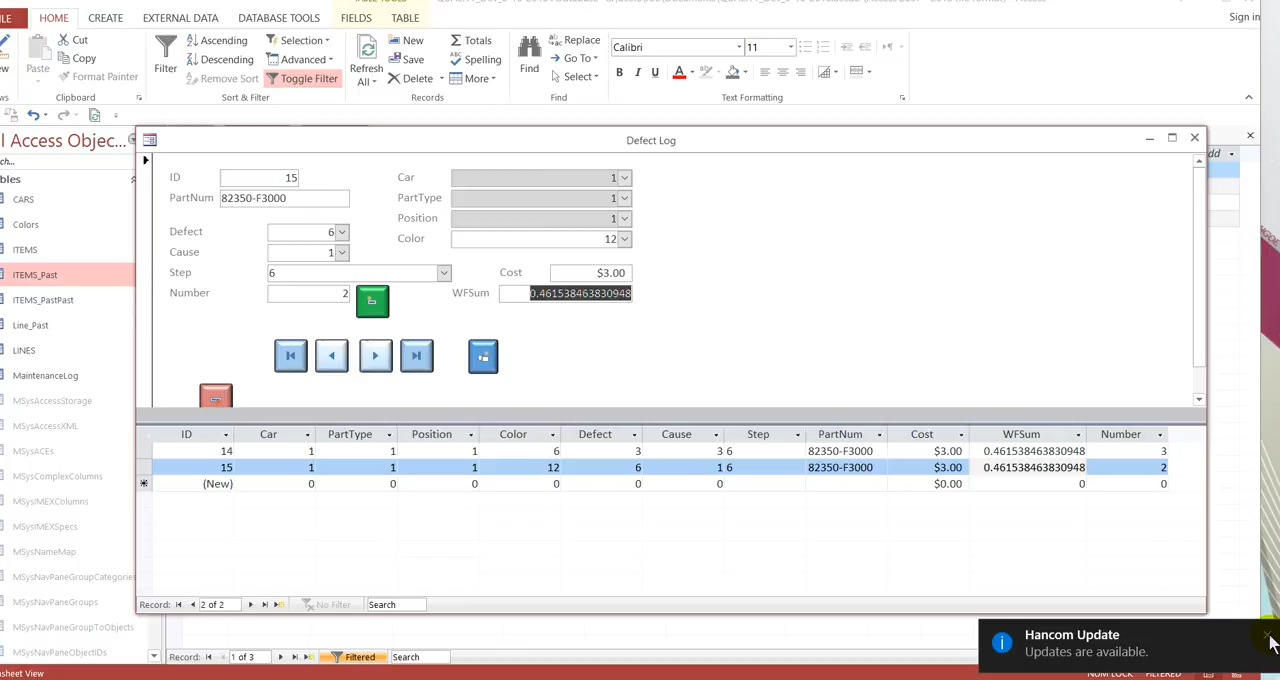 HOME CREATE EXTERNAL DATA DATABASE TOOLS FIELDS TABLE
Sign in
Paste
Cut
Copy
Format Painter
Clipboard
Filter
Ascending
Descending
Remove Sort
Selection
Advanced
Toggle Filter
Sort & Filter
Refresh
All
New
Save
Delete
Totals
Spelling
More
Records
Find
Replace
Go To
Select
Find
Calibri 11
B I U A
Text Formatting
l Access Objec...
ch...
bles
CARS
Colors
ITEMS
ITEMS_Past
ITEMS_PastPast
Line_Past
LINES
MaintenanceLog
MSysAccessStorage
MSysAccessXML
MSysACEs
MSysComplexColumns
MSysIMEXColumns
MSysIMEXSpecs
MSysNameMap
MSysNavPaneGroupCategories
MSysNavPaneGroups
MSysNavPaneGroupToObjects
MSysNavPaneObjectIDs
Defect Log
ID 15 Car 1
PartNum 82350-F3000 PartType 1
Position 1
Defect 6 Color 12
Cause 1
Step 6 Cost $3.00
Number 2 WFSum 0.461538463830948
ID Car PartType Position Color Defect Cause Step PartNum Cost WFSum Number
14 1 1 1 6 3 3 6 82350-F3000 $3.00 0.461538463830948 3
15 1 1 1 12 6 1 6 82350-F3000 $3.00 0.461538463830948 2
(New) 0 0 0 0 0 0 $0.00 0 0
Record: 2 of 2 No Filter Search
Record: 1 of 3 Filtered Search
Hancom Update
Updates are available.
sheet View
NUM LOCK FILTERED